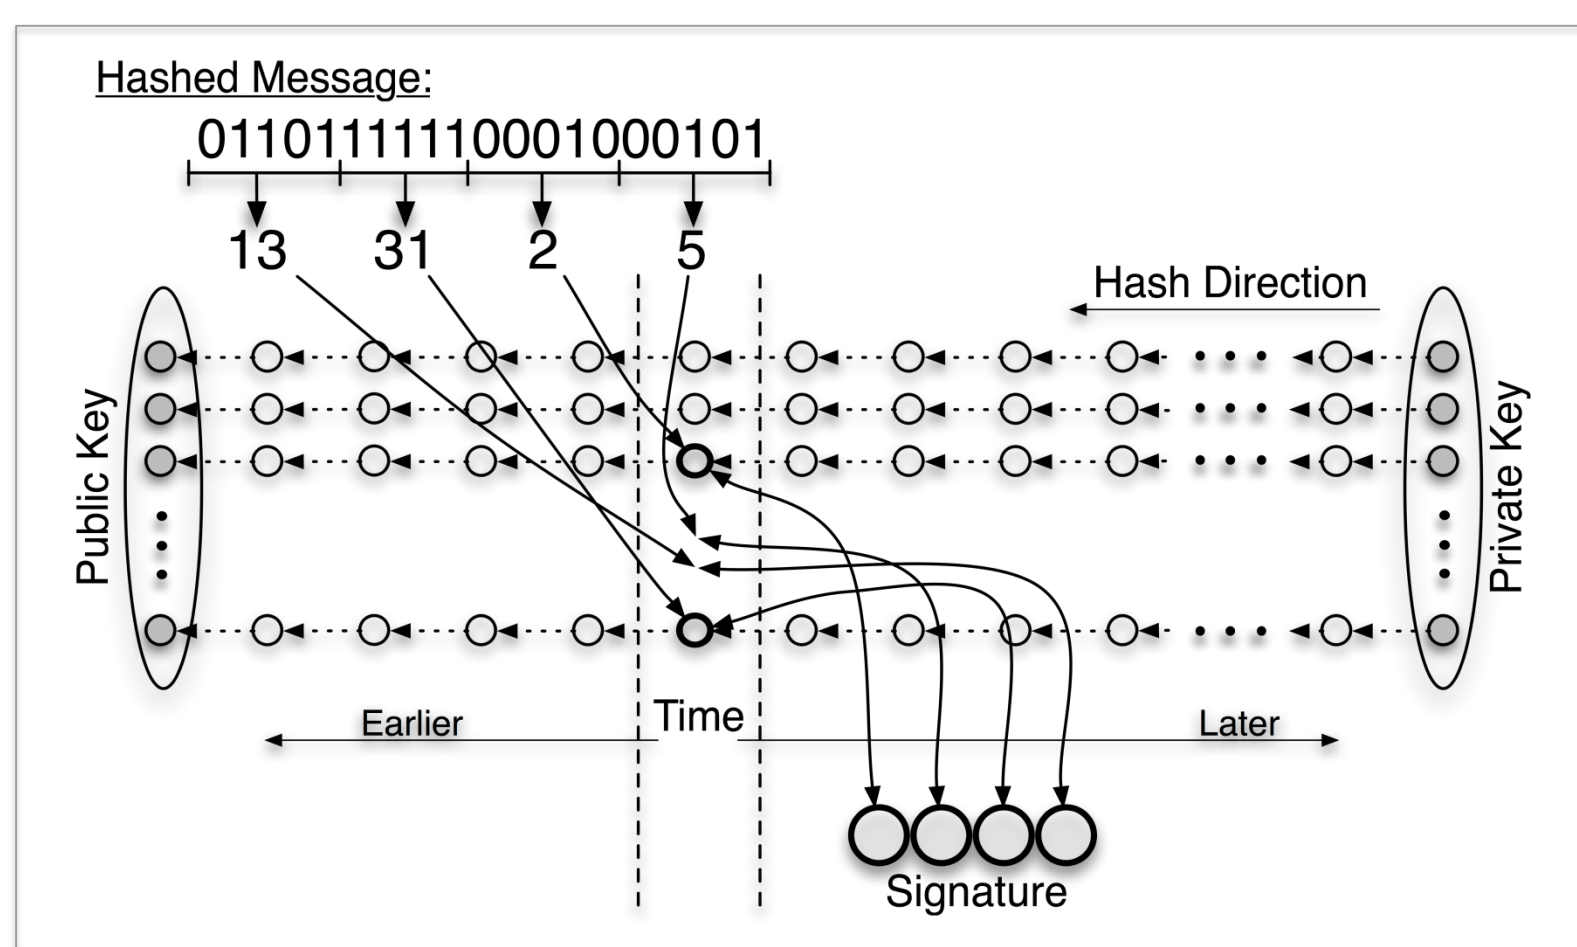 Hashed Message:
01101111110001000101
13 31 2 5
Hash Direction
Public Key
Private Key
Earlier Time Later
Signature